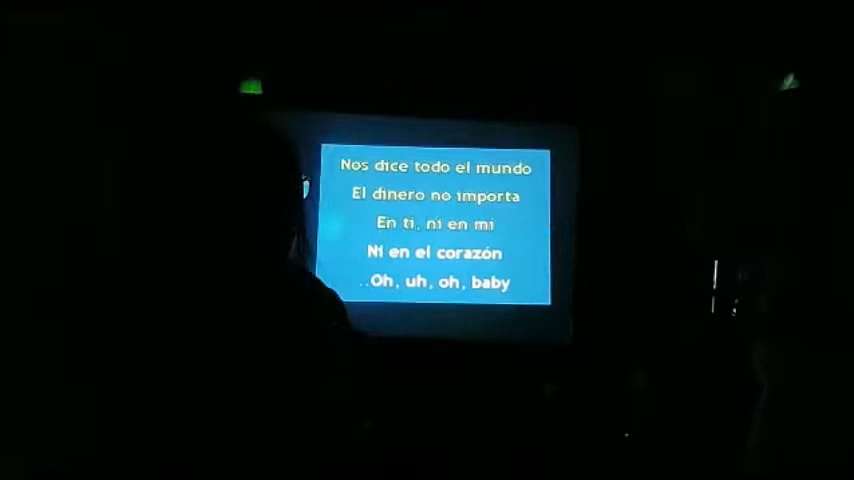 Nos dice todo el mundo
El dinero no importa
En ti, ni en mi
Ni en el corazón
..Oh, uh, oh, baby